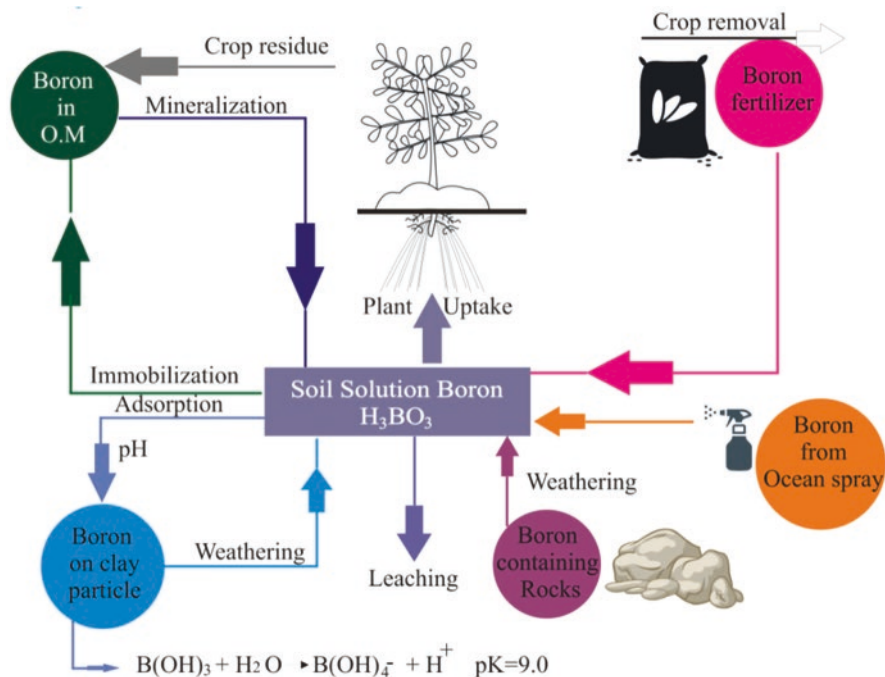 Crop residue
Crop removal
Boron
in
O.M
Mineralization
Boron
fertilizer
Plant Uptake
Immobilization
Adsorption
pH
Soil Solution Boron
H₃BO₃
Boron
from
Ocean spray
Weathering
Boron
on clay
particle
Weathering
Leaching
Boron
containing
Rocks
B(OH)₃ + H₂O ▸B(OH)₄⁻ + H⁺ pK=9.0